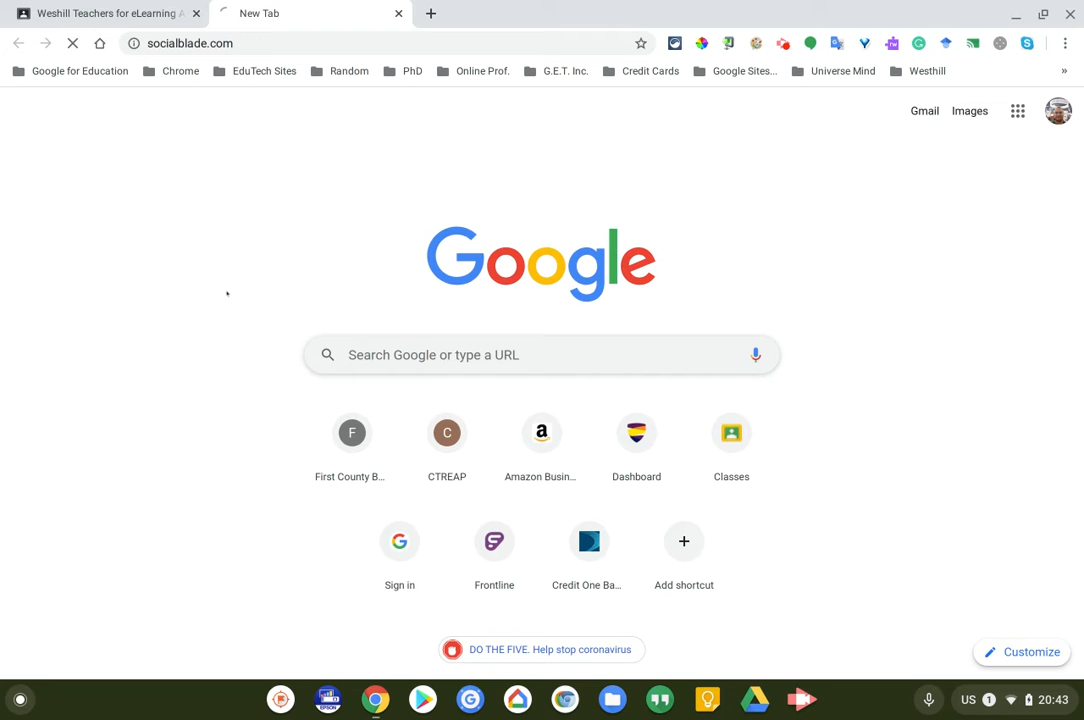 Weshill Teachers for eLearning A
New Tab
socialblade.com
Google for Education
Chrome
EduTech Sites
Random
PhD
Online Prof.
G.E.T. Inc.
Credit Cards
Google Sites...
Universe Mind
Westhill
»
Gmail
Images
Google
Search Google or type a URL
F
C
a
First County B...
CTREAP
Amazon Busin...
Dashboard
Classes
Sign in
Frontline
Credit One Ba...
Add shortcut
DO THE FIVE. Help stop coronavirus
Customize
EPSON
US
1
20:43